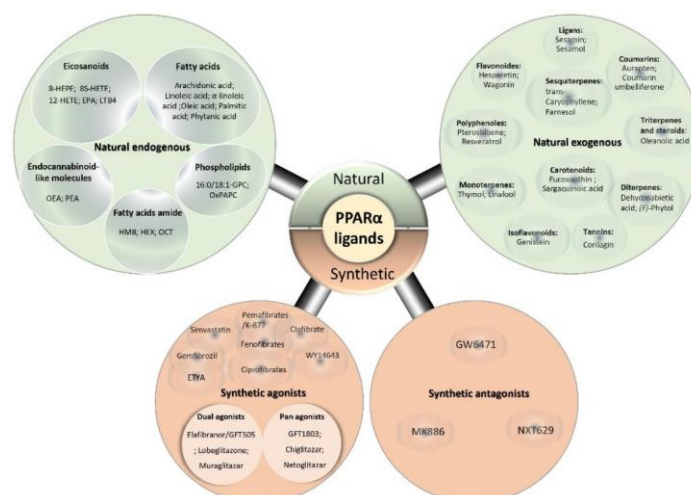 Eicosanoids
8-HEPE; 8S-HETE;
12-HETE; EPA; LTB4
Fatty acids
Arachidonic acid;
Linoleic acid; α-linoleic
acid ;Oleic acid; Palmitic
acid; Phytanic acid
Natural endogenous
Endocannabinoid-
like molecules
OEA; PEA
Phospholipids
16:0/18:1-GPC;
OxPAPC
Fatty acids amide
HMB; HEX; OCT
Natural
PPARα
ligands
Synthetic
Ligans:
Sesamin;
Sesamol
Flavonoides:
Hesperetin;
Wagonin
Coumarins:
Aurapten;
Coumarin
umbelliferone
Sesquiterpenes:
trans-
Caryophyllene;
Farnesol
Polyphenoles:
Pterostilbene;
Resveratrol
Natural exogenous
Triterpenes
and steroids:
Oleanolic acid
Carotenoids:
Fucoxanthin ;
Sargaquinoic acid
Monoterpenes:
Thymol; Linalool
Diterpenes:
Dehydroabietic
acid; (E)-Phytol
Isoflavonoids:
Genistein
Tannins:
Corilagin
Pemafibrates
/K-877
Simvastatin
Clofibrate
Fenofibrates
Gemfibrozil
WY14643
Ciprofibrates
ETYA
Synthetic agonists
Dual agonists
Elafibranor/GFT505
; Lobeglitazone;
Muraglitazar
Pan agonists
GFT1803;
Chiglitazar;
Netoglitazar
GW6471
Synthetic antagonists
MK886
NXT629